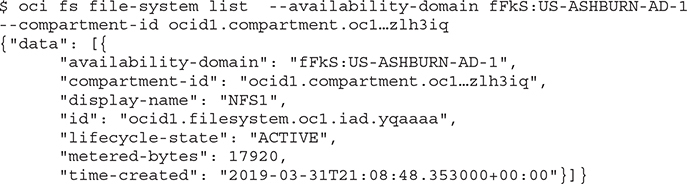 $ oci fs file-system list  --availability-domain fFkS:US-ASHBURN-AD-1
--compartment-id ocid1.compartment.oc1…zlh3iq
{"data": [{
      "availability-domain": "fFkS:US-ASHBURN-AD-1",
      "compartment-id": "ocid1.compartment.oc1…zlh3iq",
      "display-name": "NFS1",
      "id": "ocid1.filesystem.oc1.iad.yqaaaa",
      "lifecycle-state": "ACTIVE",
      "metered-bytes": 17920,
      "time-created": "2019-03-31T21:08:48.353000+00:00"}]}